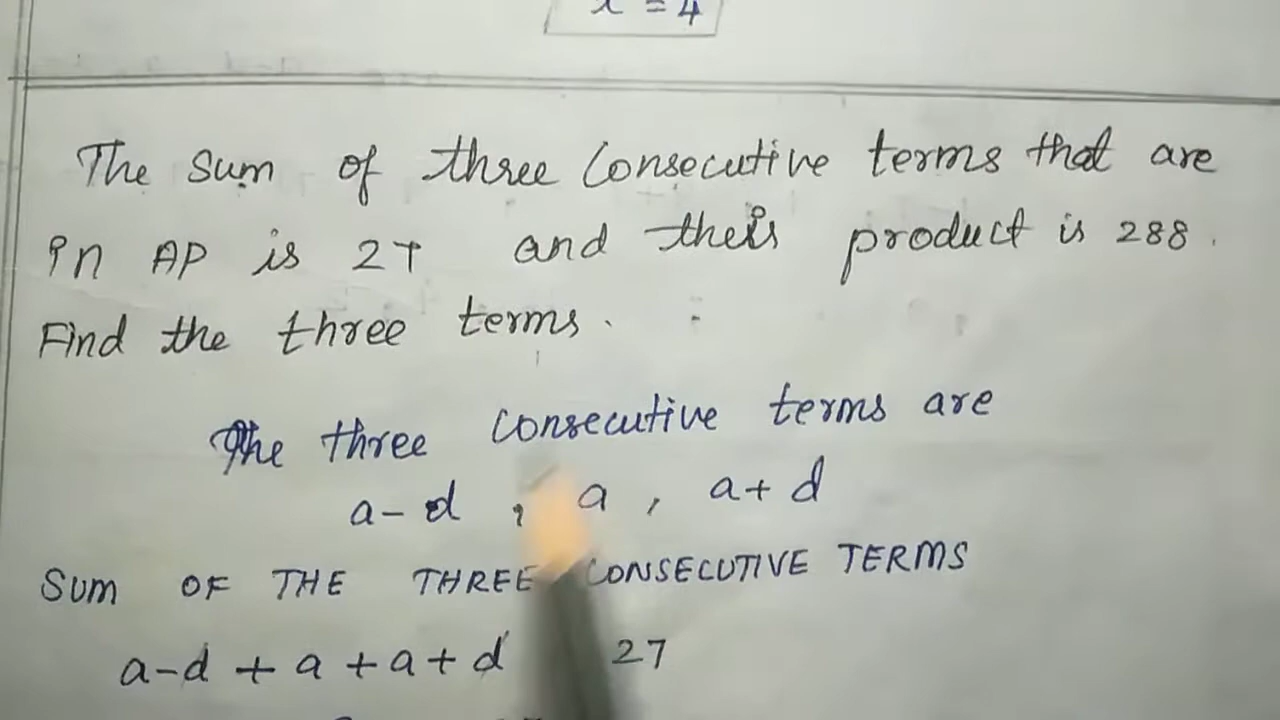 x = 4
The Sum of three Consecutive terms that are
in AP is 27 and their product is 288.
Find the three terms.
The three consecutive terms are
a-d, a, a+d
SUM OF THE THREE CONSECUTIVE TERMS
a-d + a + a + d 27